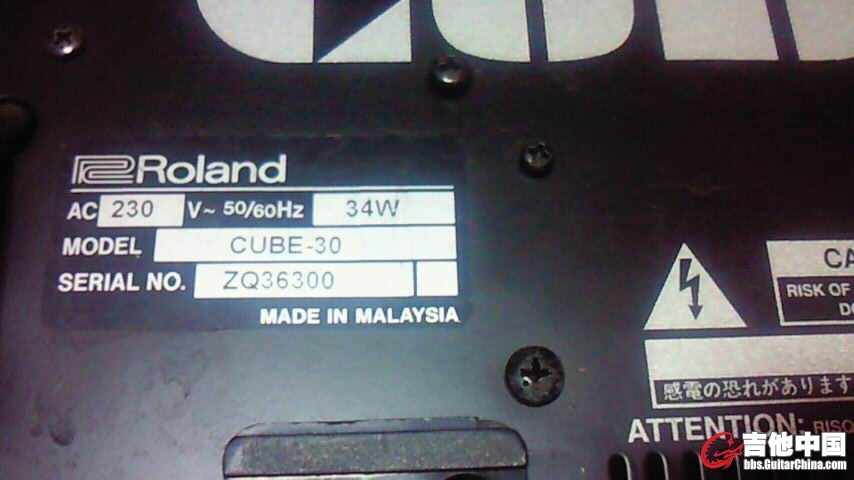 Roland
AC 230 V~ 50/60Hz 34W
MODEL CUBE-30
SERIAL NO. ZQ36300
MADE IN MALAYSIA
RISK OF
感電の恐れがあります
ATTENTION:
吉他中国
bbs.GuitarChina.com